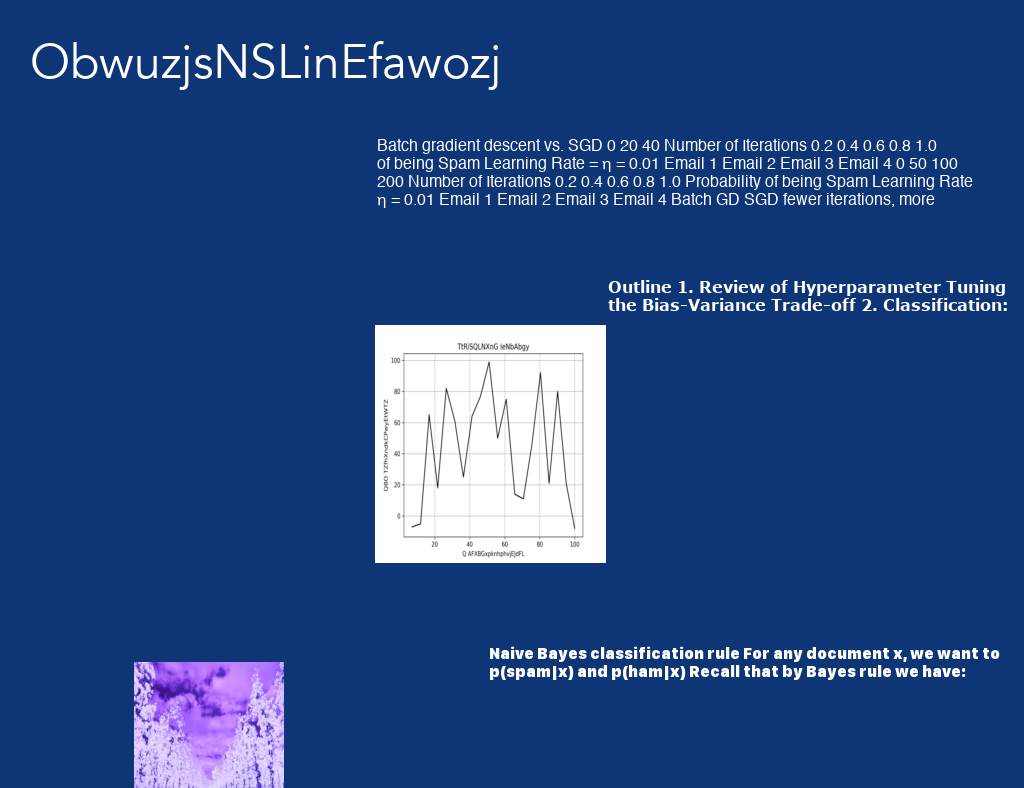 ObwuzjsNSLinEfawozj
Batch gradient descent vs. SGD 0 20 40 Number of Iterations 0.2 0.4 0.6 0.8 1.0
of being Spam Learning Rate = η = 0.01 Email 1 Email 2 Email 3 Email 4 0 50 100
200 Number of Iterations 0.2 0.4 0.6 0.8 1.0 Probability of being Spam Learning Rate
η = 0.01 Email 1 Email 2 Email 3 Email 4 Batch GD SGD fewer iterations, more
Outline 1. Review of Hyperparameter Tuning
the Bias-Variance Trade-off 2. Classification:
TtRiSQLNXnG IeNbAbgy
100
80
60
40
20
0
20 40 60 80 100
Naive Bayes classification rule For any document x, we want to
p(spam|x) and p(ham|x) Recall that by Bayes rule we have: